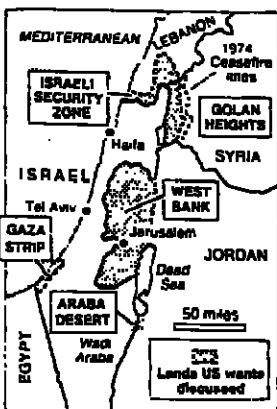 MEDITERRANEAN
LEBANON
1974
Ceasefire
lines
ISRAELI
SECURITY
ZONE
GOLAN
HEIGHTS
Haifa
SYRIA
ISRAEL
WEST
BANK
Tel Aviv
Jerusalem
GAZA
STRIP
JORDAN
Dead
Sea
ARABA
DESERT
50 miles
Wadi
Araba
EGYPT
Lands US wants
discussed